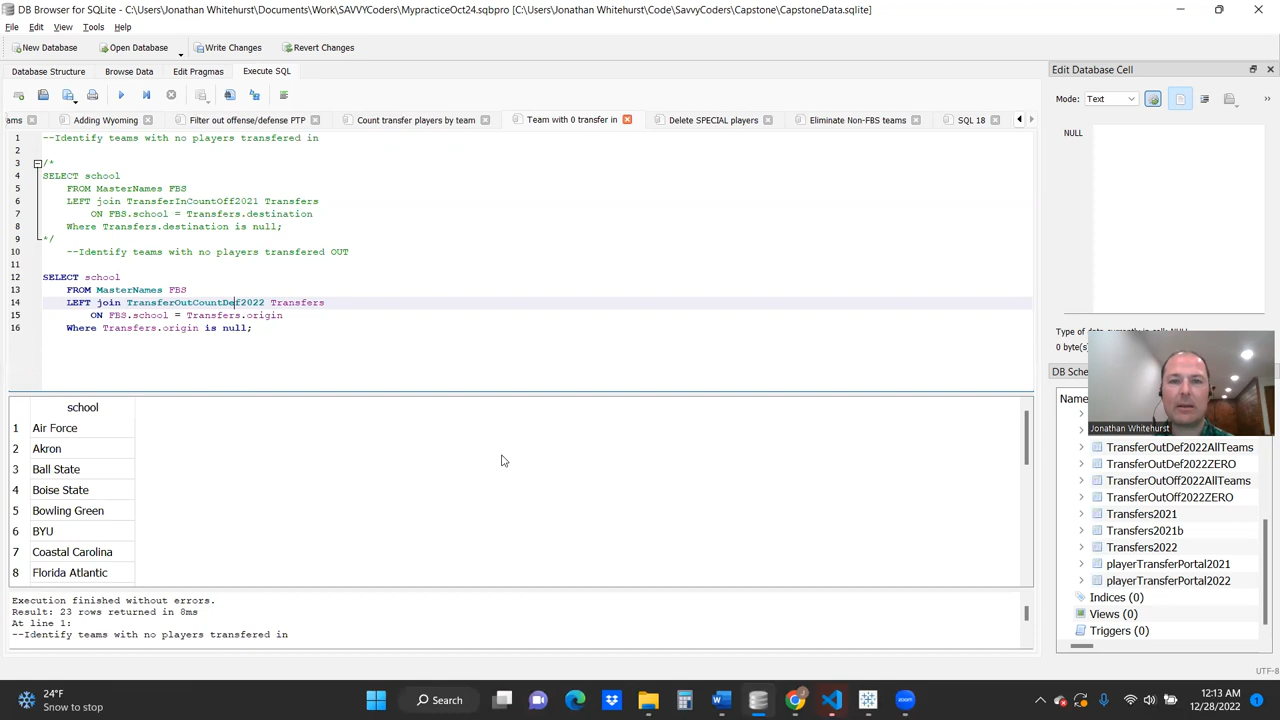 DB Browser for SQLite - C:\Users\Jonathan Whitehurst\Documents\Work\SAVVYCoders\MypracticeOct24.sqbpro [C:\Users\Jonathan Whitehurst\Code\SavvyCoders\Capstone\CapstoneData.sqlite]
File Edit View Tools Help
New Database Open Database Write Changes Revert Changes
Database Structure Browse Data Edit Pragmas Execute SQL
Edit Database Cell
Mode: Text
ams Adding Wyoming Filter out offense/defense PTP Count transfer players by team Team with 0 transfer in Delete SPECIAL players Eliminate Non-FBS teams SQL 18
NULL
1 --Identify teams with no players transfered in
2
3 /*
4 SELECT school
5 FROM MasterNames FBS
6 LEFT join TransferInCountOff2021 Transfers
7 ON FBS.school = Transfers.destination
8 Where Transfers.destination is null;
9 */
10 --Identify teams with no players transfered OUT
11
12 SELECT school
13 FROM MasterNames FBS
14 LEFT join TransferOutCountDef2022 Transfers
15 ON FBS.school = Transfers.origin
16 Where Transfers.origin is null;
school
1 Air Force
2 Akron
3 Ball State
4 Boise State
5 Bowling Green
6 BYU
7 Coastal Carolina
8 Florida Atlantic
Execution finished without errors.
Result: 23 rows returned in 8ms
At line 1:
--Identify teams with no players transfered in
Type of data currently in cell: NULL
0 byte(s)
DB Sche
Jonathan Whitehurst
Name
TransferOutDef2022AllTeams
TransferOutDef2022ZERO
TransferOutOff2022AllTeams
TransferOutOff2022ZERO
Transfers2021
Transfers2021b
Transfers2022
playerTransferPortal2021
playerTransferPortal2022
Indices (0)
Views (0)
Triggers (0)
UTF-8
24°F
Snow to stop
Search
12:13 AM
12/28/2022